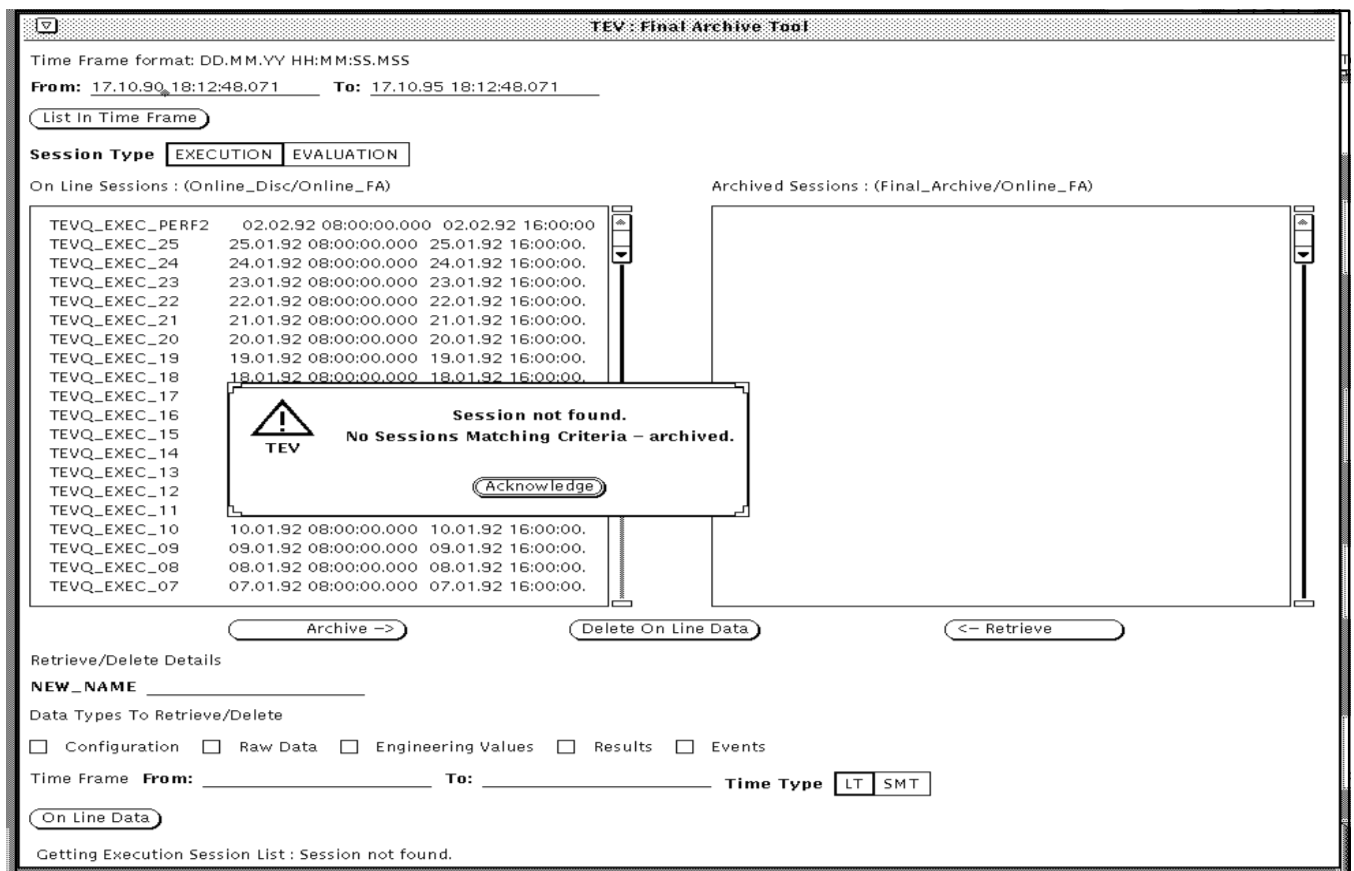 TEV : Final Archive Tool
Time Frame format: DD.MM.YY HH:MM:SS.MSS
From: 17.10.90 18:12:48.071 To: 17.10.95 18:12:48.071
List In Time Frame
Session Type EXECUTION EVALUATION
On Line Sessions : (Online_Disc/Online_FA) Archived Sessions : (Final_Archive/Online_FA)
TEVQ_EXEC_PERF2 02.02.92 08:00:00.000 02.02.92 16:00:00
TEVQ_EXEC_25 25.01.92 08:00:00.000 25.01.92 16:00:00.
TEVQ_EXEC_24 24.01.92 08:00:00.000 24.01.92 16:00:00.
TEVQ_EXEC_23 23.01.92 08:00:00.000 23.01.92 16:00:00.
TEVQ_EXEC_22 22.01.92 08:00:00.000 22.01.92 16:00:00.
TEVQ_EXEC_21 21.01.92 08:00:00.000 21.01.92 16:00:00.
TEVQ_EXEC_20 20.01.92 08:00:00.000 20.01.92 16:00:00.
TEVQ_EXEC_19 19.01.92 08:00:00.000 19.01.92 16:00:00.
TEVQ_EXEC_18 18.01.92 08:00:00.000 18.01.92 16:00:00.
TEVQ_EXEC_17
TEVQ_EXEC_16
TEVQ_EXEC_15
TEVQ_EXEC_14
TEVQ_EXEC_13
TEVQ_EXEC_12
TEVQ_EXEC_11
TEVQ_EXEC_10 10.01.92 08:00:00.000 10.01.92 16:00:00.
TEVQ_EXEC_09 09.01.92 08:00:00.000 09.01.92 16:00:00.
TEVQ_EXEC_08 08.01.92 08:00:00.000 08.01.92 16:00:00.
TEVQ_EXEC_07 07.01.92 08:00:00.000 07.01.92 16:00:00.
Session not found.
No Sessions Matching Criteria – archived.
TEV
Acknowledge
Archive –> Delete On Line Data <– Retrieve
Retrieve/Delete Details
NEW_NAME
Data Types To Retrieve/Delete
Configuration Raw Data Engineering Values Results Events
Time Frame From: To: Time Type LT SMT
On Line Data
Getting Execution Session List : Session not found.